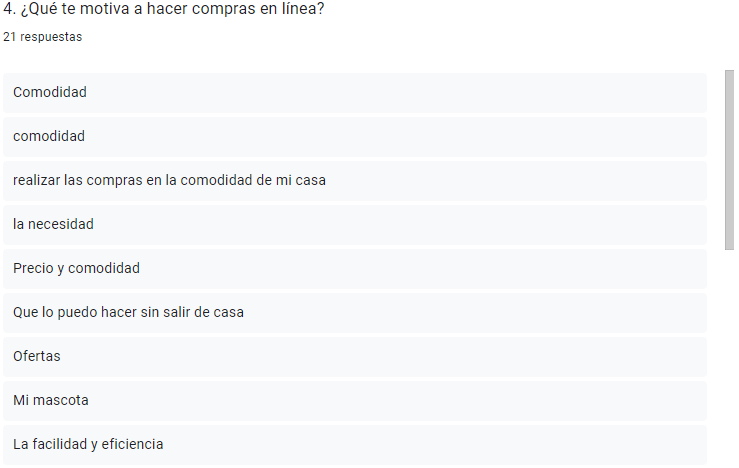 4. ¿Qué te motiva a hacer compras en línea?
21 respuestas
Comodidad
comodidad
realizar las compras en la comodidad de mi casa
la necesidad
Precio y comodidad
Que lo puedo hacer sin salir de casa
Ofertas
Mi mascota
La facilidad y eficiencia